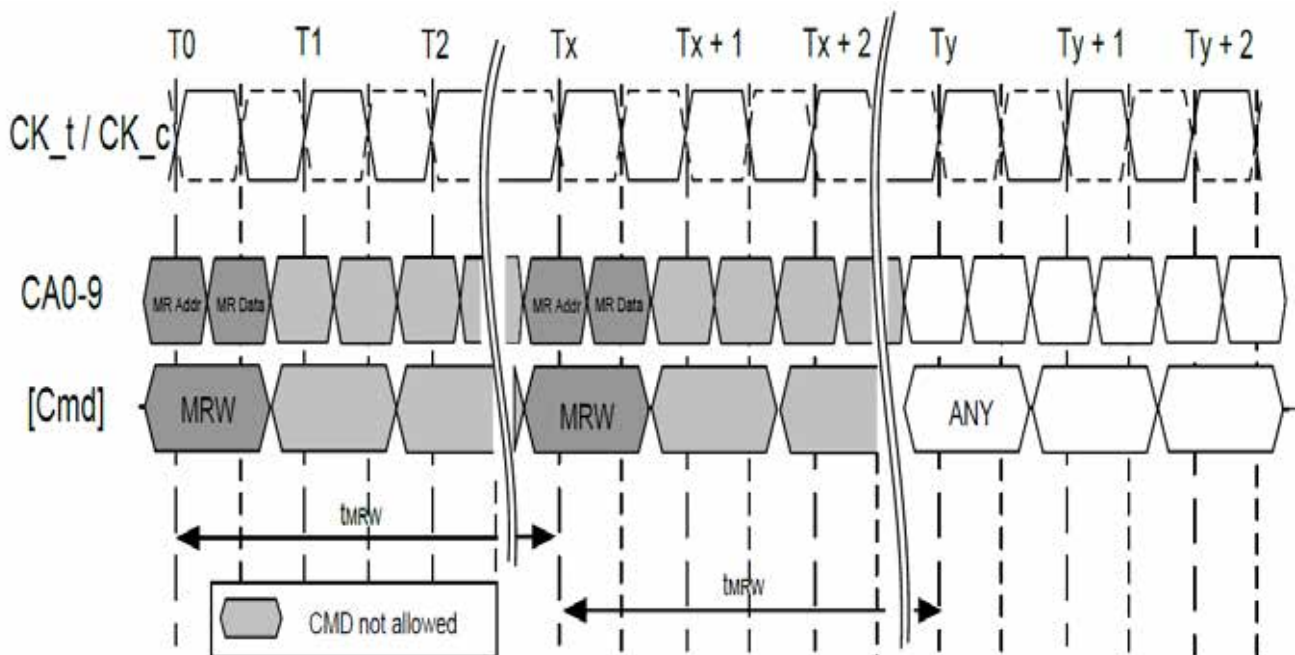 T0 T1 T2 Tx Tx + 1 Tx + 2 Ty Ty + 1 Ty + 2
CK_t / CK_c
CA0-9 MR Addr MR Data MR Addr MR Data
[Cmd] MRW MRW ANY
tMRW
tMRW
CMD not allowed